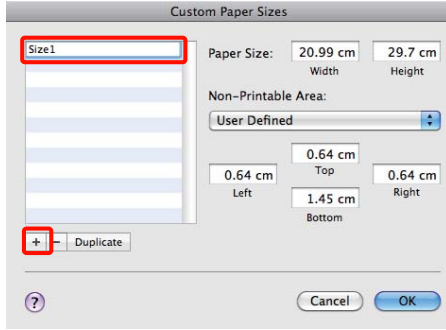 Custom Paper Sizes
Size1
Paper Size: 20.99 cm 29.7 cm
Width Height
Non-Printable Area:
User Defined
0.64 cm
Top
0.64 cm 0.64 cm
Left Right
1.45 cm
Bottom
+ − Duplicate
? Cancel OK